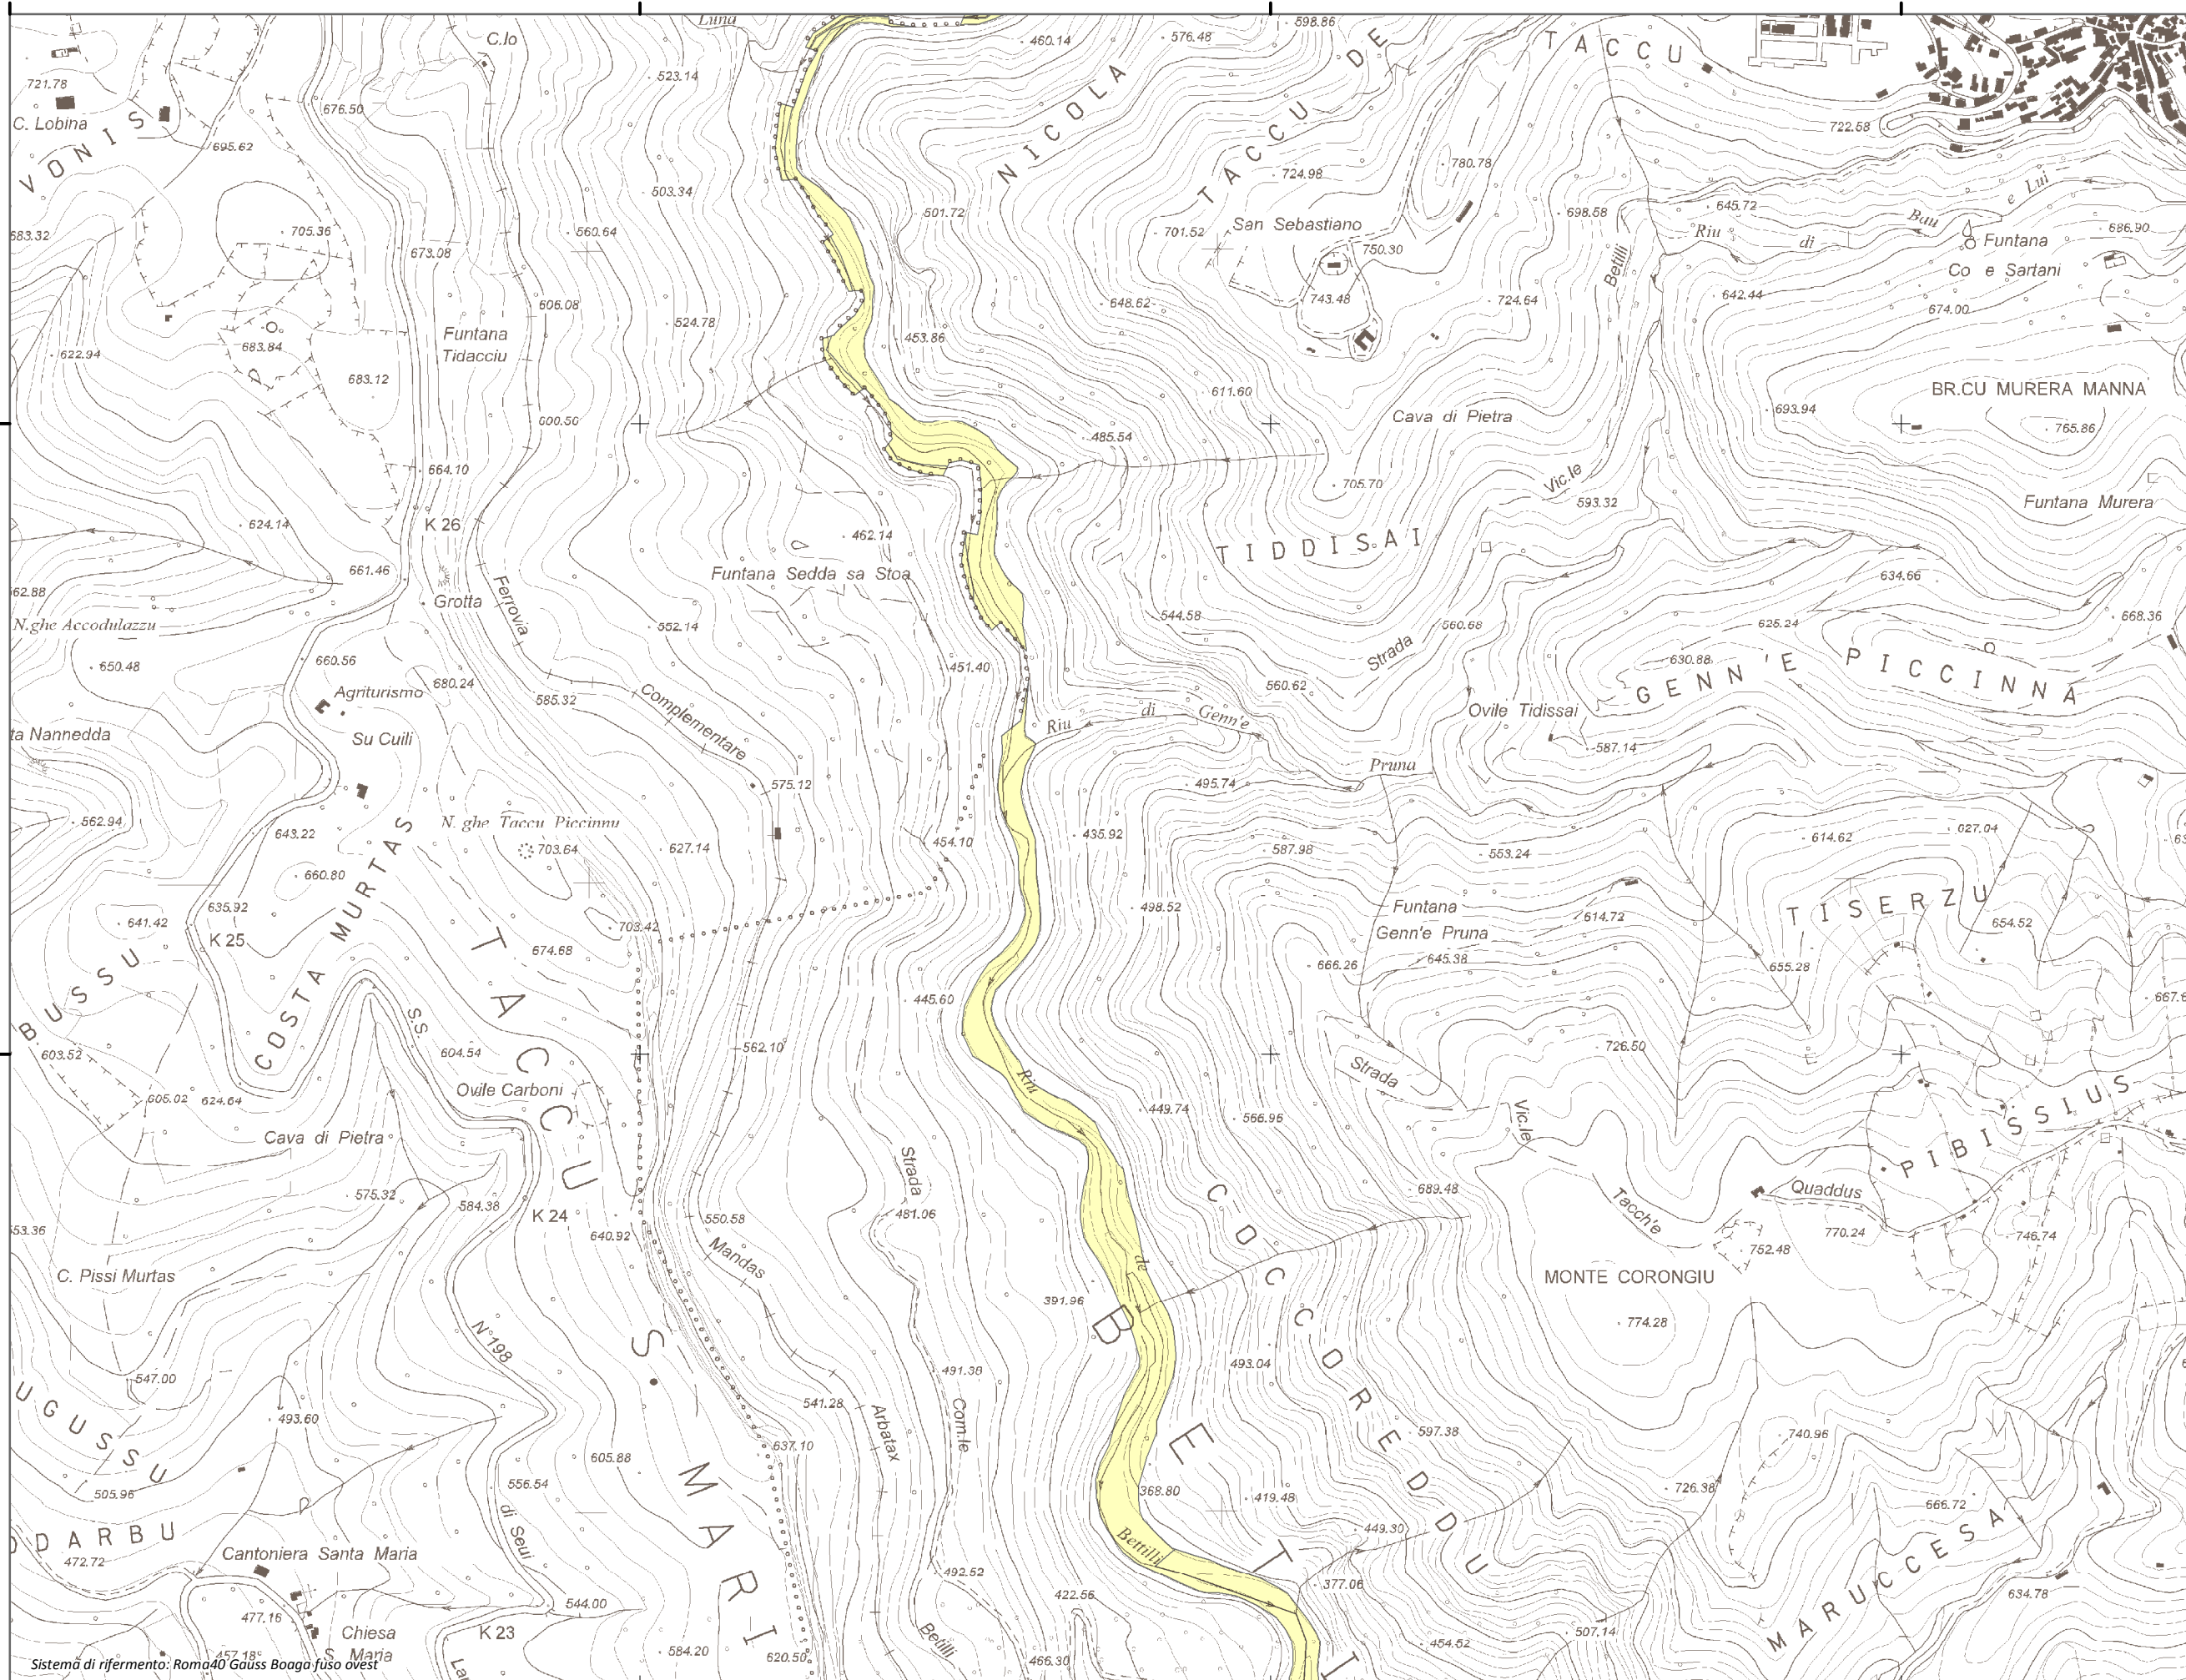 Luna
C.lo
598.86
460.14
576.48
TACCU
523.14
721.78
C. Lobina
676.50
NICOLA
TACCU DE
722.58
VONIS
695.62
780.78
724.98
503.34
501.72
San Sebastiano
701.52
750.30
698.58
645.72
Riu di Bau e Lui
Funtana
Co e Sartani
686.90
683.32
705.36
673.08
560.64
Betilli
642.44
674.00
743.48
724.64
648.62
606.08
Funtana
Tidacciu
524.78
453.86
683.84
622.94
683.12
611.60
BR.CU MURERA MANNA
693.94
765.86
Cava di Pietra
600.50
485.54
664.10
705.70
Vic.le
593.32
Funtana Murera
624.14
K 26
462.14
TIDDISAI
661.46
Funtana Sedda sa Stoa
634.66
62.88
Grotta
Ferrovia
N.ghe Accodulazzu
552.14
544.58
560.68
625.24
668.36
650.48
660.56
451.40
Strada
630.88
GENN'E PICCINNA
Agriturismo
680.24
585.32
Complementare
560.62
Su Cuili
ta Nannedda
Riu di Genn'e
Pruna
Ovile Tidissai
587.14
575.12
495.74
562.94
643.22
N. ghe Taccu Piccinnu
703.64
627.14
454.10
435.92
587.98
553.24
614.62
627.04
660.80
COSTA MURTAS
635.92
641.42
K 25
703.42
674.68
498.52
Funtana
Genn'e Pruna
614.72
TISERZU
654.52
645.38
666.26
655.28
BUSSU
TACCU S. MARI
445.60
667.6
S.S.
603.52
604.54
562.10
Riu
Strada
726.50
Ovile Carboni
605.02
624.64
449.74
566.96
Vic.le
PIBISSIUS
Cava di Pietra
Strada
575.32
584.38
K 24
640.92
550.58
481.06
689.48
Tacch'e
Quaddus
770.24
746.74
752.48
53.36
C. Pissi Murtas
Mandas
de
COCCOREDDU
MONTE CORONGIU
391.96
774.28
N°198
BETTI
493.04
547.00
491.38
UGUSSU
541.28
Arbatax
Com.le
493.60
597.38
740.96
637.10
605.88
556.54
505.96
368.80
419.48
726.38
666.72
di Seui
449.30
DARBU
472.72
Cantoniera Santa Maria
Bettilli
MARUCCESA
492.52
377.06
422.56
634.78
544.00
477.16
Chiesa
S. Maria
K 23
Betilli
507.14
454.52
584.20
620.50
466.30
457.18
Sistema di rifermento: Roma40 Gauss Boaga fuso ovest